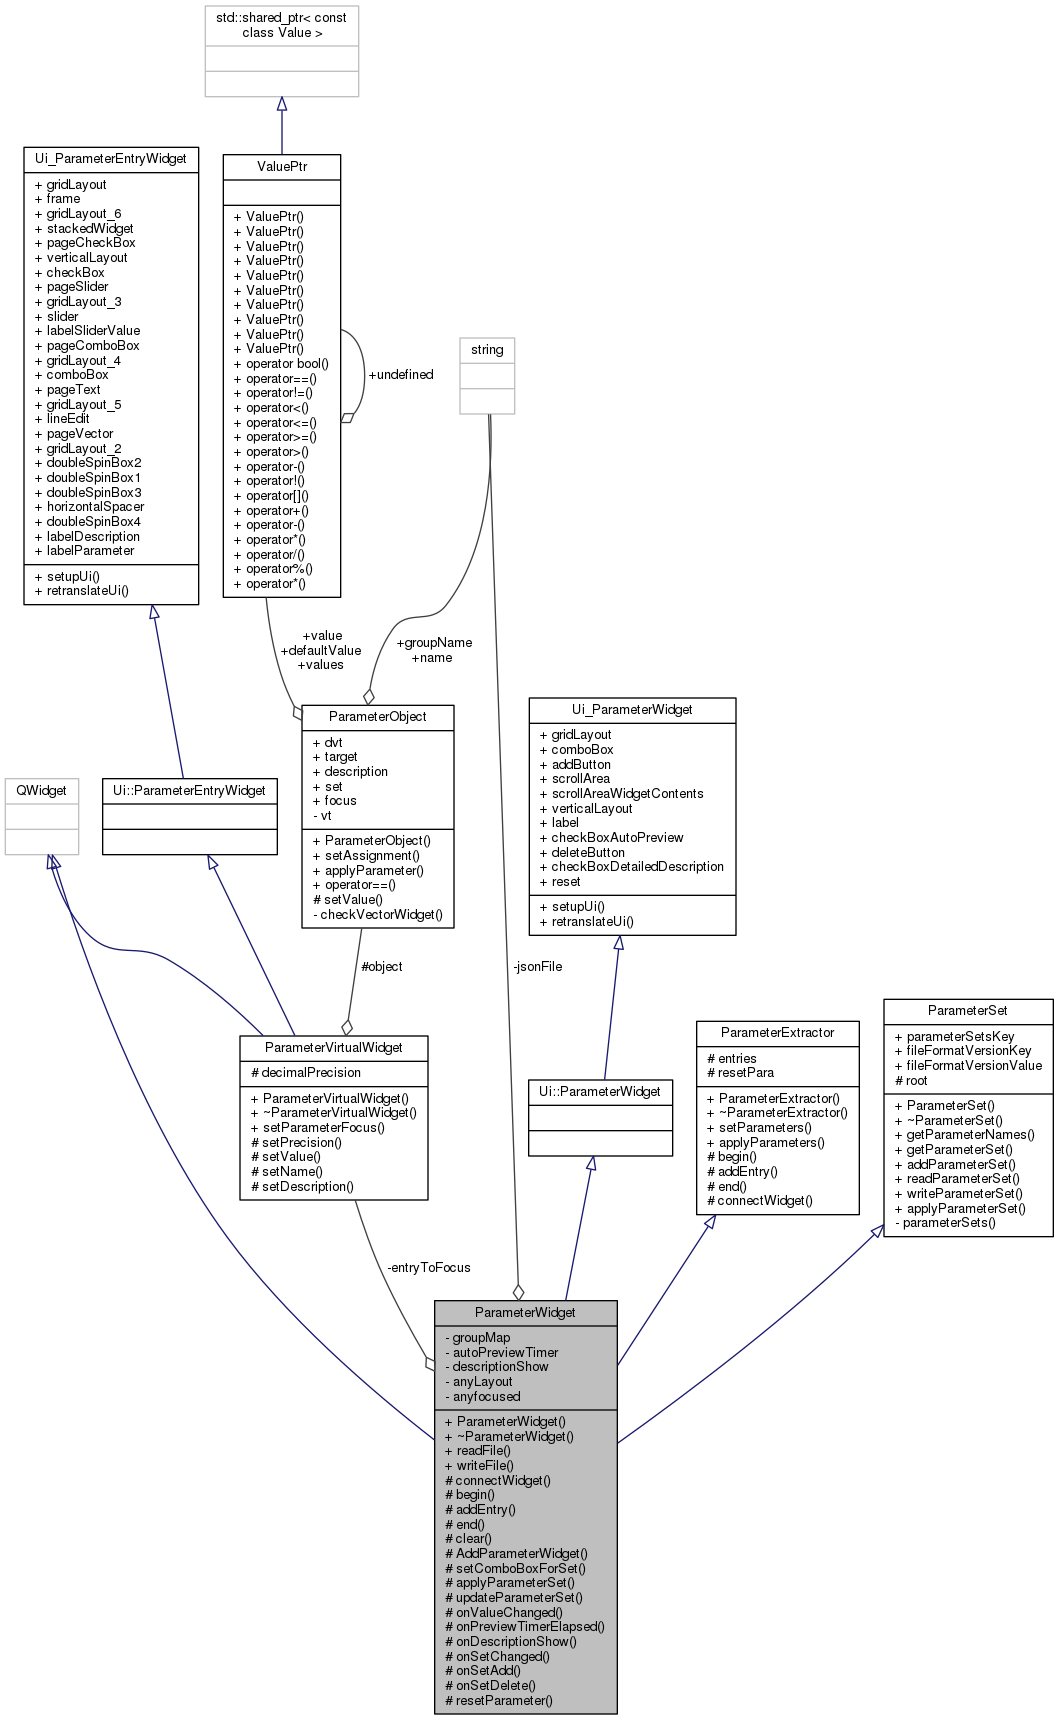 std::shared_ptr< const
class Value >
Ui_ParameterEntryWidget
+ gridLayout
+ frame
+ gridLayout_6
+ stackedWidget
+ pageCheckBox
+ verticalLayout
+ checkBox
+ pageSlider
+ gridLayout_3
+ slider
+ labelSliderValue
+ pageComboBox
+ gridLayout_4
+ comboBox
+ pageText
+ gridLayout_5
+ lineEdit
+ pageVector
+ gridLayout_2
+ doubleSpinBox2
+ doubleSpinBox1
+ doubleSpinBox3
+ horizontalSpacer
+ doubleSpinBox4
+ labelDescription
+ labelParameter
+ setupUi()
+ retranslateUi()
ValuePtr
+ ValuePtr()
+ ValuePtr()
+ ValuePtr()
+ ValuePtr()
+ ValuePtr()
+ ValuePtr()
+ ValuePtr()
+ ValuePtr()
+ ValuePtr()
+ ValuePtr()
+ operator bool()
+ operator==()
+ operator!=()
+ operator<()
+ operator<=()
+ operator>=()
+ operator>()
+ operator-()
+ operator!()
+ operator[]()
+ operator+()
+ operator-()
+ operator*()
+ operator/()
+ operator%()
+ operator*()
+undefined
string
+value
+defaultValue
+values
+groupName
+name
ParameterObject
+ dvt
+ target
+ description
+ set
+ focus
- vt
+ ParameterObject()
+ setAssignment()
+ applyParameter()
+ operator==()
# setValue()
- checkVectorWidget()
Ui_ParameterWidget
+ gridLayout
+ comboBox
+ addButton
+ scrollArea
+ scrollAreaWidgetContents
+ verticalLayout
+ label
+ checkBoxAutoPreview
+ deleteButton
+ checkBoxDetailedDescription
+ reset
+ setupUi()
+ retranslateUi()
QWidget
Ui::ParameterEntryWidget
#object
-jsonFile
ParameterVirtualWidget
# decimalPrecision
+ ParameterVirtualWidget()
+ ~ParameterVirtualWidget()
+ setParameterFocus()
# setPrecision()
# setValue()
# setName()
# setDescription()
Ui::ParameterWidget
ParameterExtractor
# entries
# resetPara
+ ParameterExtractor()
+ ~ParameterExtractor()
+ setParameters()
+ applyParameters()
# begin()
# addEntry()
# end()
# connectWidget()
ParameterSet
+ parameterSetsKey
+ fileFormatVersionKey
+ fileFormatVersionValue
# root
+ ParameterSet()
+ ~ParameterSet()
+ getParameterNames()
+ getParameterSet()
+ addParameterSet()
+ readParameterSet()
+ writeParameterSet()
+ applyParameterSet()
- parameterSets()
-entryToFocus
ParameterWidget
- groupMap
- autoPreviewTimer
- descriptionShow
- anyLayout
- anyfocused
+ ParameterWidget()
+ ~ParameterWidget()
+ readFile()
+ writeFile()
# connectWidget()
# begin()
# addEntry()
# end()
# clear()
# AddParameterWidget()
# setComboBoxForSet()
# applyParameterSet()
# updateParameterSet()
# onValueChanged()
# onPreviewTimerElapsed()
# onDescriptionShow()
# onSetChanged()
# onSetAdd()
# onSetDelete()
# resetParameter()